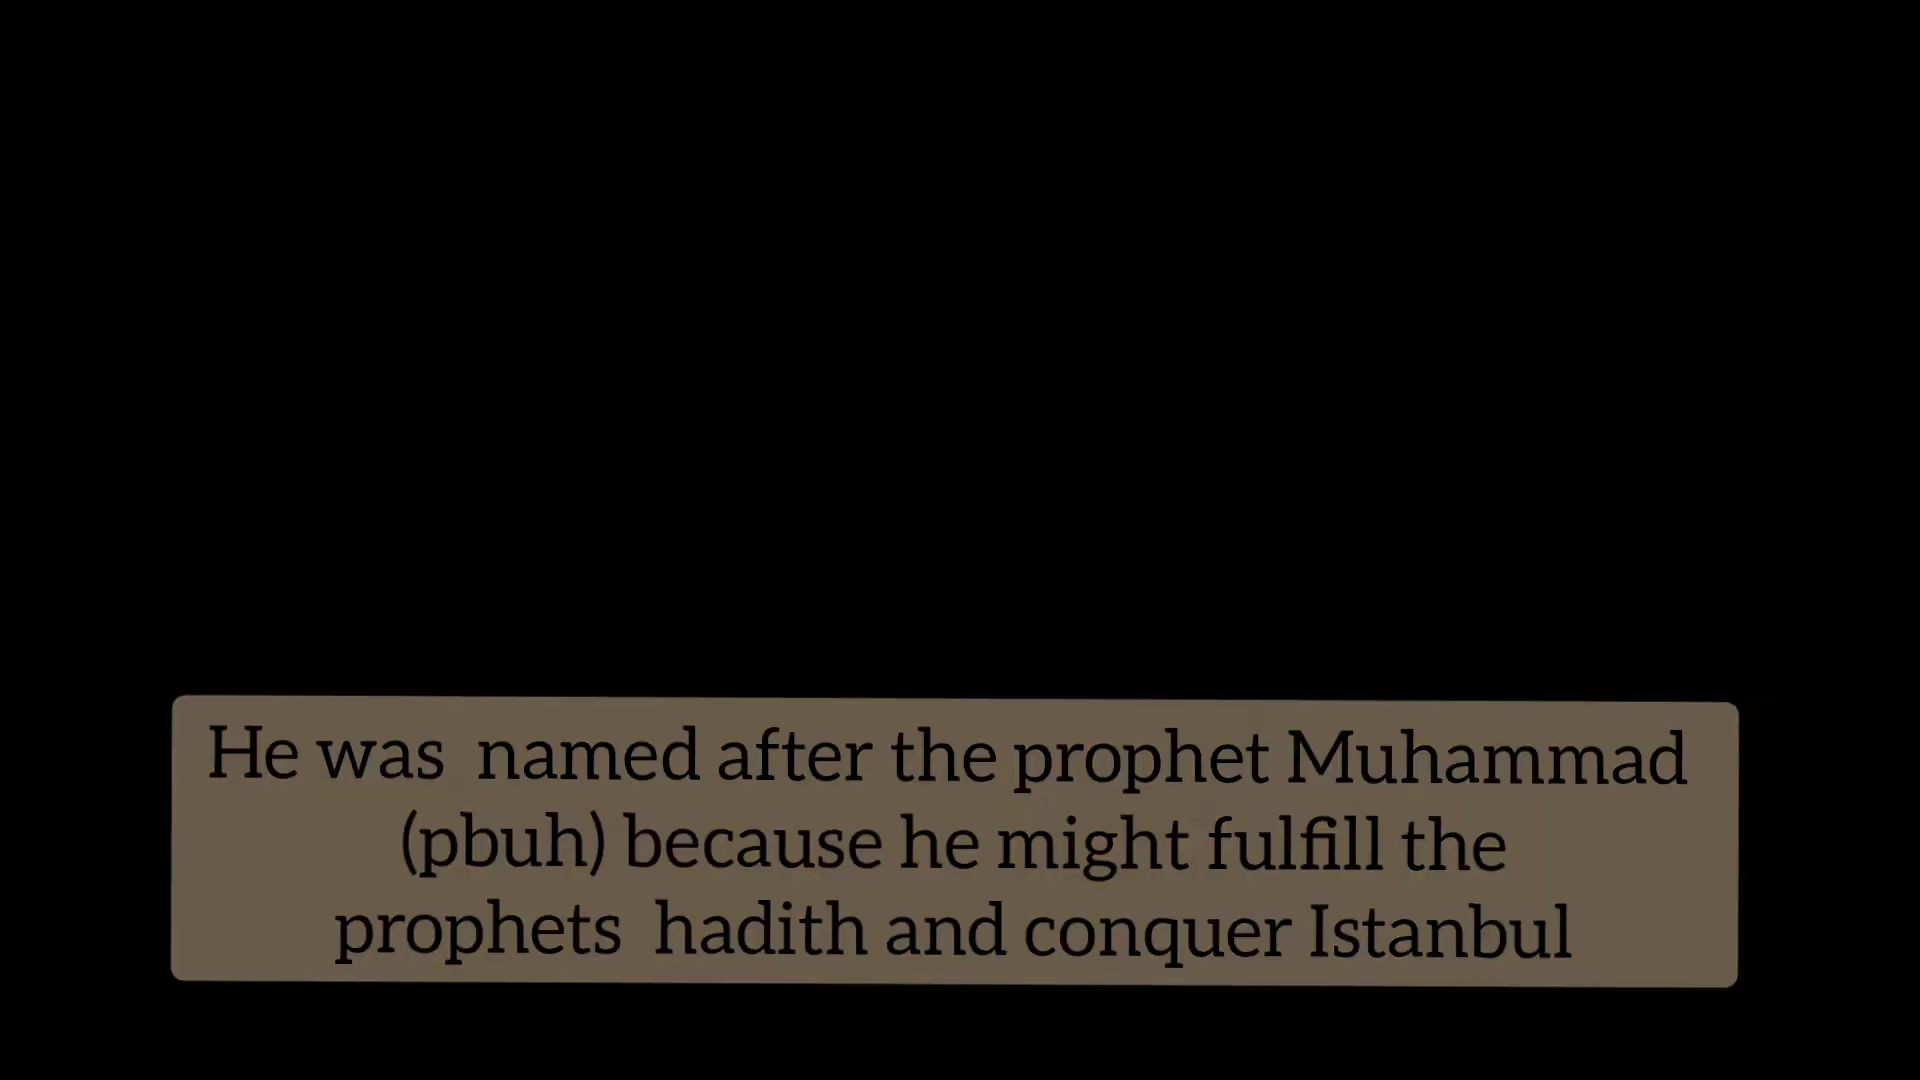 He was  named after the prophet Muhammad
(pbuh) because he might fulfill the
prophets  hadith and conquer Istanbul